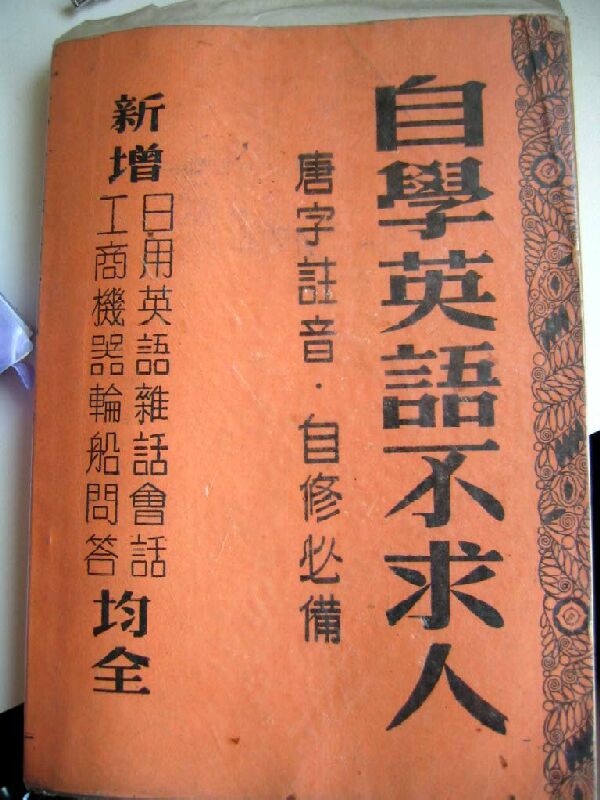 自學英語不求人
唐字註音·自修必備
新增
日用英語雜話會話
工商機器輪船問答
均全